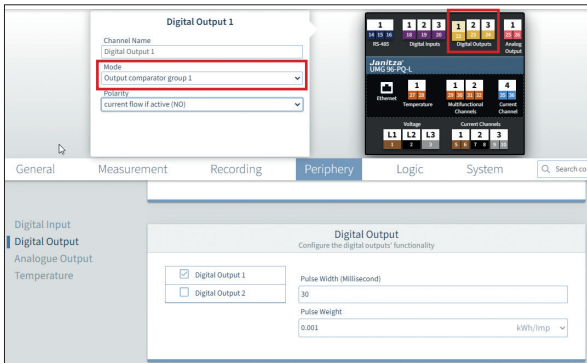 Digital Output 1
Channel Name
Digital Output 1
Mode
Output comparator group 1
Polarity
current flow if active (NO)
1 1 2 3 1 2 3 1
14 15 16 18 19 20 21 22 23 24 25 26
RS-485 Digital Inputs Digital Outputs Analog
Output
Janitza®
UMG 96-PQ-L
1 1 2 4
27 28 29 30 31 32 35 36
Ethernet Temperature Multifunctional Channels Current Channel
Voltage Current Channels
L1 L2 L3 1 2 3
1 2 3 5 6 7 8 9 10
General Measurement Recording Periphery Logic System Search co
Digital Input
Digital Output
Analogue Output
Temperature
Digital Output
Configure the digital outputs' functionality
Digital Output 1
Digital Output 2
Pulse Width (Millisecond)
30
Pulse Weight
0.001 kWh/Imp